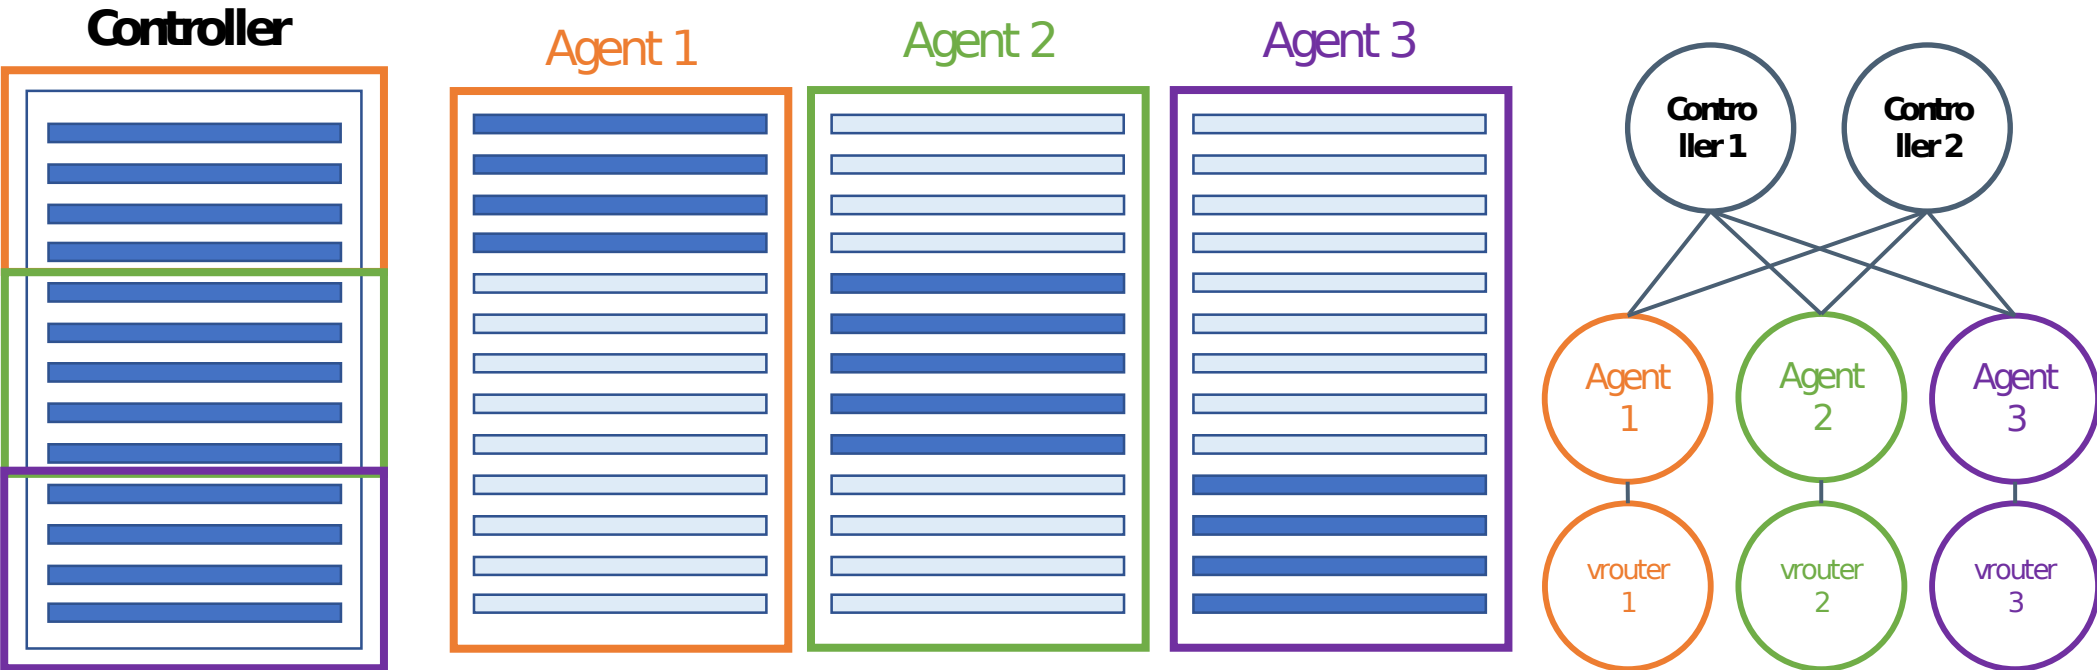 Controller
Agent 1
Agent 2
Agent 3
Contro
ller 1
Contro
ller 2
Agent
1
Agent
2
Agent
3
vrouter
1
vrouter
2
vrouter
3